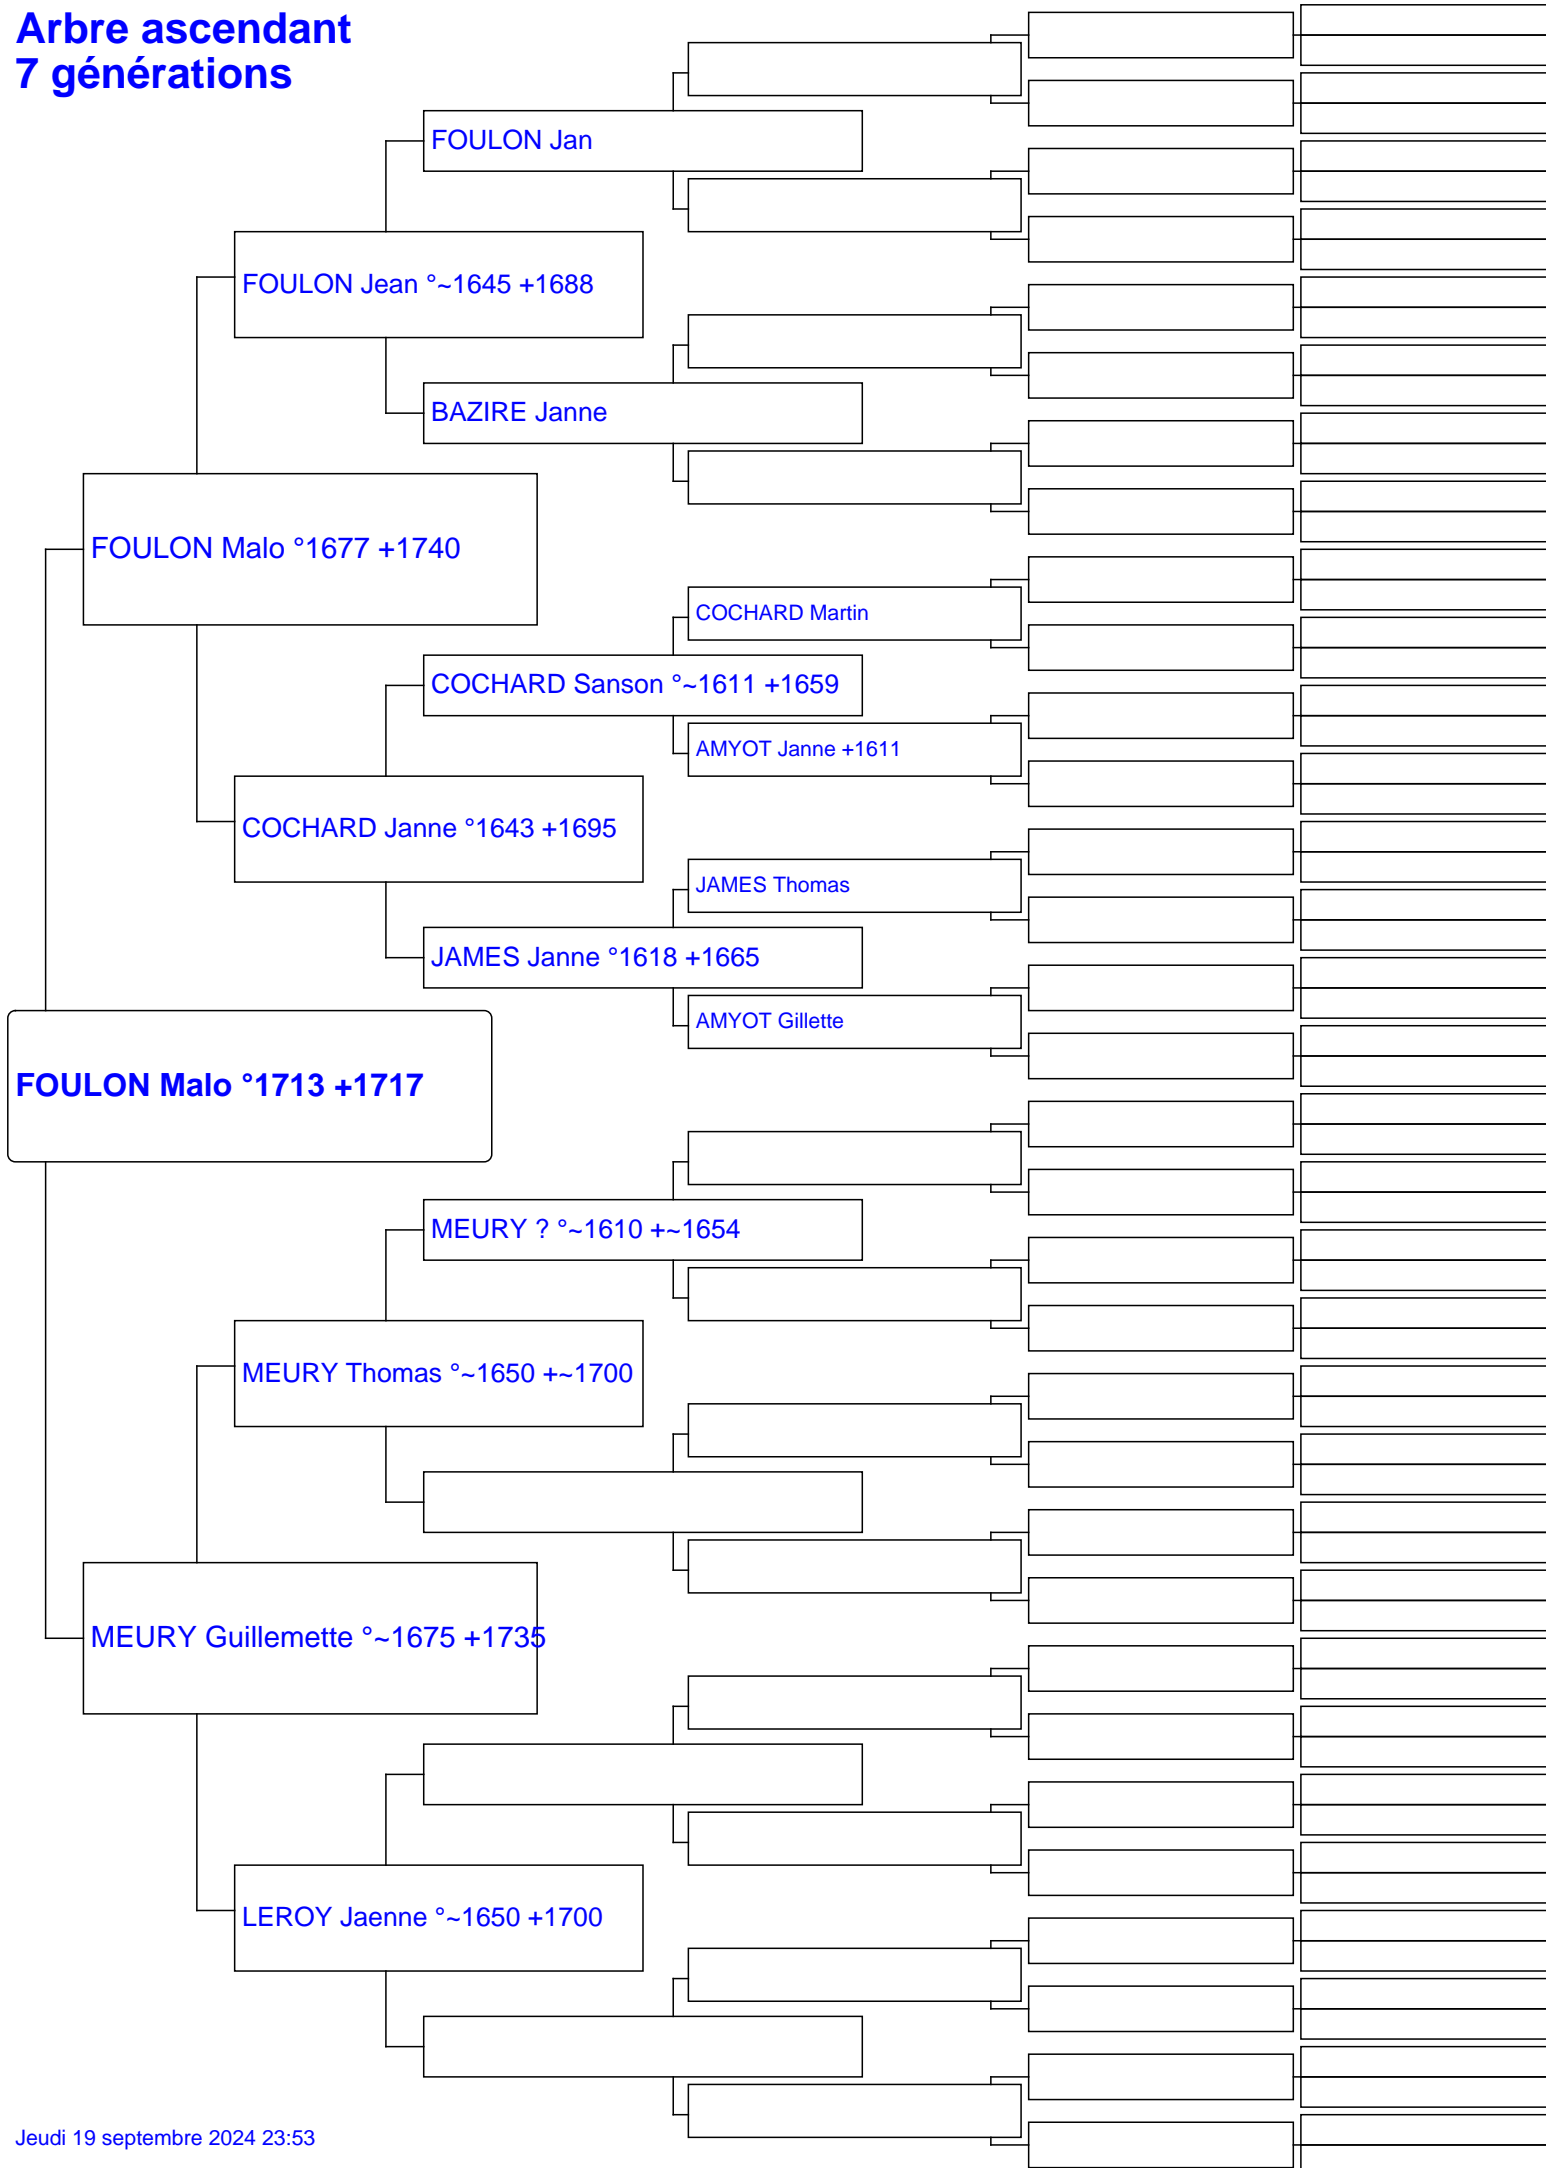 Arbre ascendant
7 générations
FOULON Jan
FOULON Jean °~1645 +1688
BAZIRE Janne
FOULON Malo °1677 +1740
COCHARD Martin
COCHARD Sanson °~1611 +1659
AMYOT Janne +1611
COCHARD Janne °1643 +1695
JAMES Thomas
JAMES Janne °1618 +1665
AMYOT Gillette
FOULON Malo °1713 +1717
MEURY ? °~1610 +~1654
MEURY Thomas °~1650 +~1700
MEURY Guillemette °~1675 +1735
LEROY Jaenne °~1650 +1700
Jeudi 19 septembre 2024 23:53